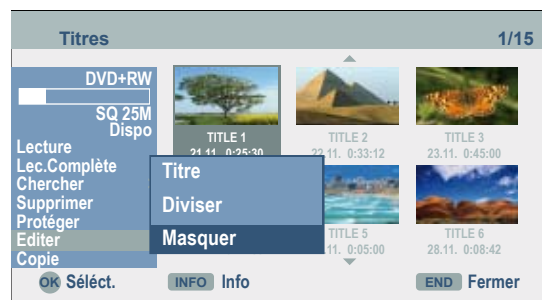 Titres 1/15
DVD+RW
SQ 25M
Dispo
Lecture
Lec.Complète
Chercher
Supprimer
Protéger
Editer
Copie
Titre
Diviser
Masquer
TITLE 1
21.11. 0:25:30
TITLE 2
22.11. 0:33:12
TITLE 3
23.11. 0:45:00
TITLE 5
11. 0:05:00
TITLE 6
28.11. 0:08:42
OK Séléct. INFO Info END Fermer